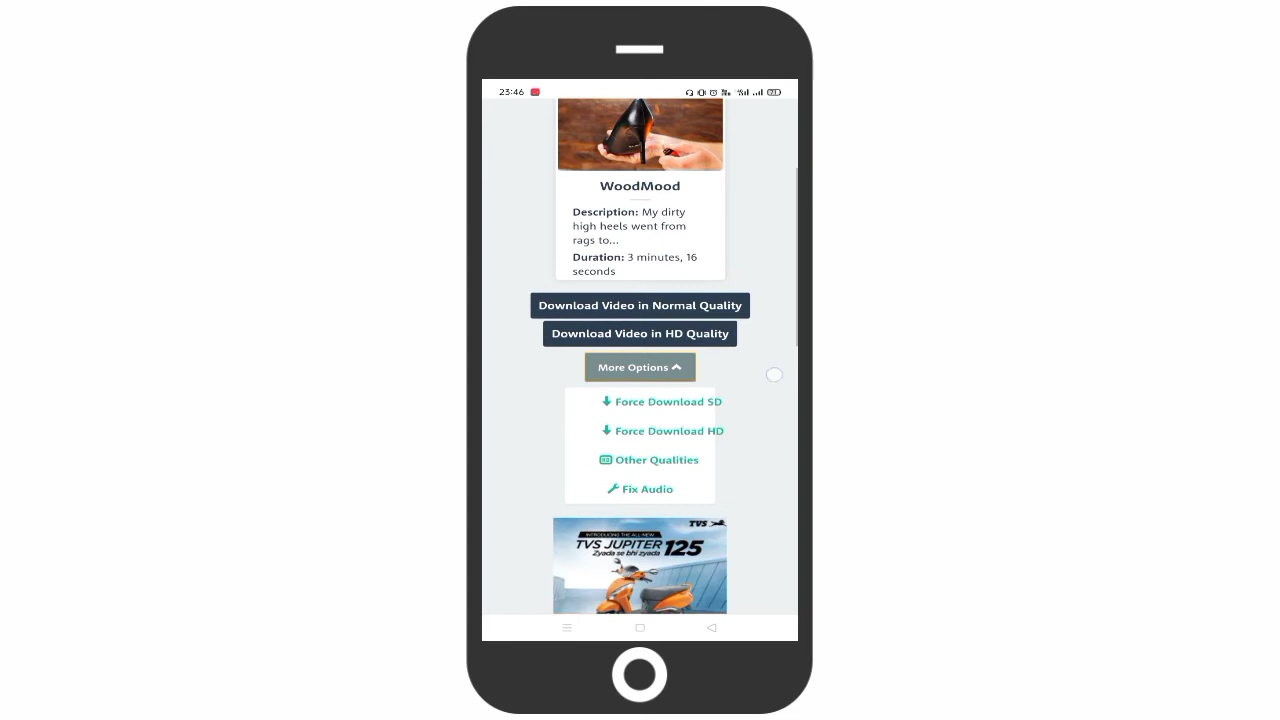 23:46
WoodMood
Description: My dirty
high heels went from
rags to...
Duration: 3 minutes, 16
seconds
Download Video in Normal Quality
Download Video in HD Quality
More Options
Force Download SD
Force Download HD
Other Qualities
Fix Audio
TVS
INTRODUCING THE ALL NEW
TVS JUPITER 125
Zyada se bhi zyada